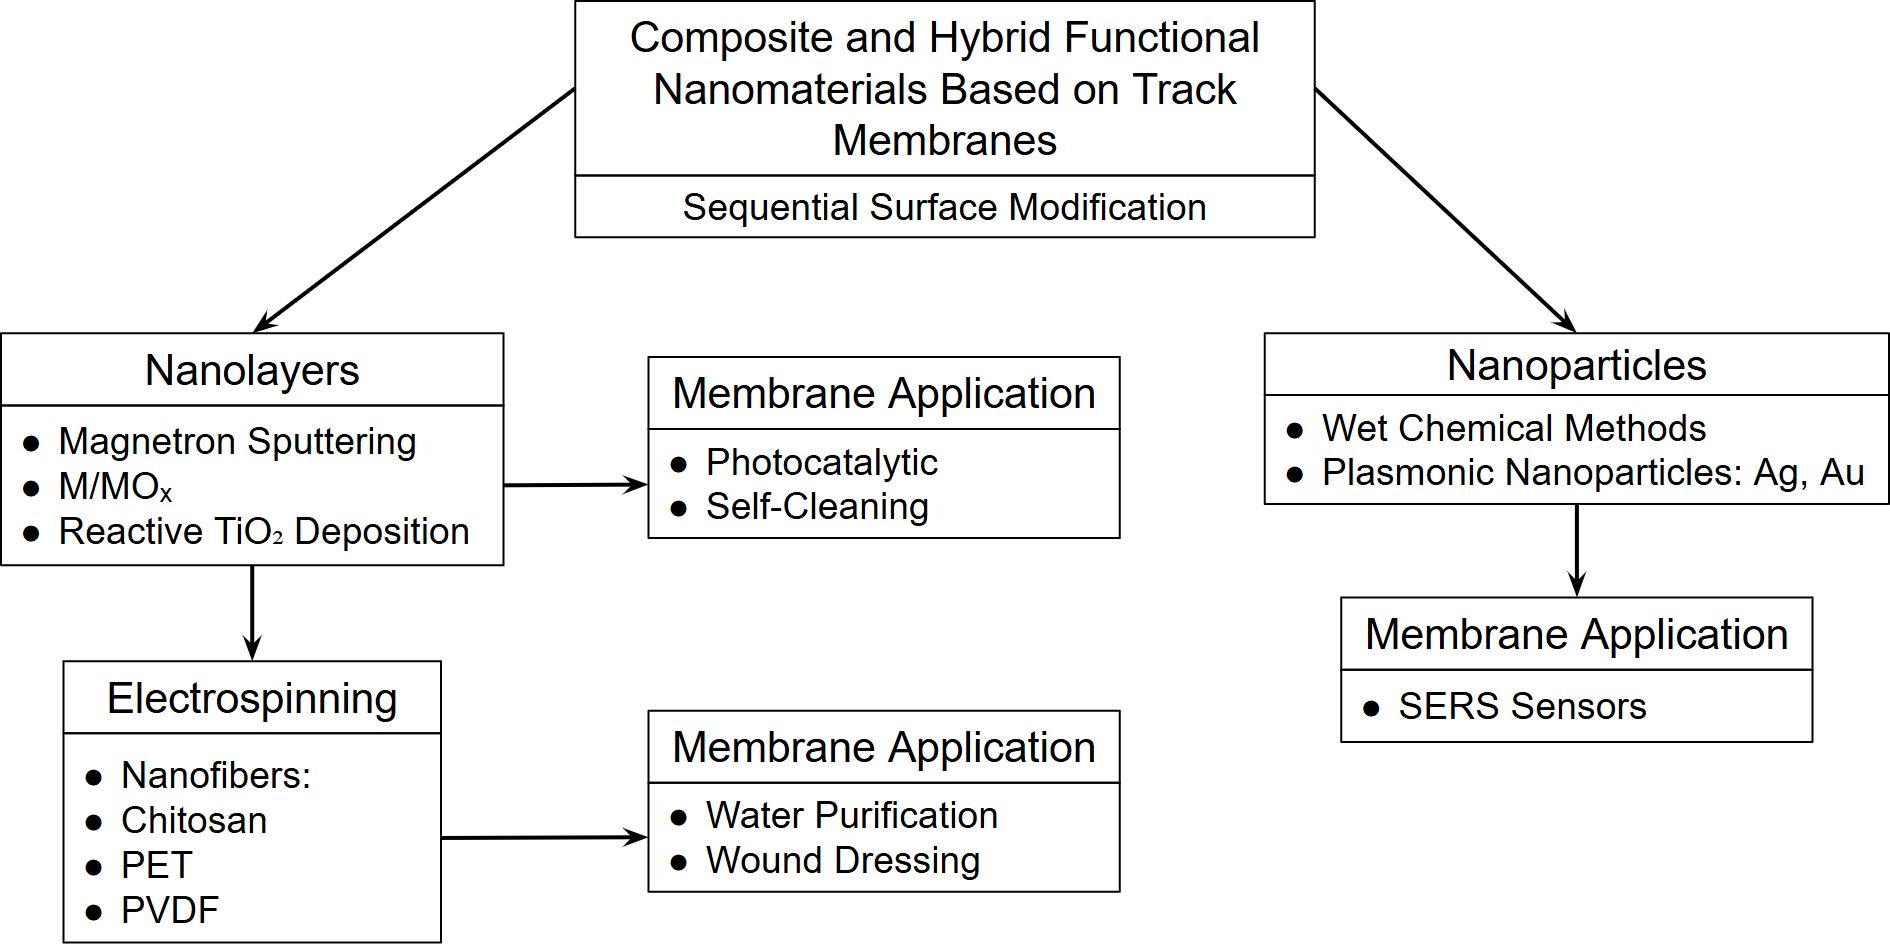 Composite and Hybrid Functional
Nanomaterials Based on Track
Membranes
Sequential Surface Modification
Nanolayers
● Magnetron Sputtering
● M/MOₓ
● Reactive TiO₂ Deposition
Membrane Application
● Photocatalytic
● Self-Cleaning
Nanoparticles
● Wet Chemical Methods
● Plasmonic Nanoparticles: Ag, Au
Membrane Application
● SERS Sensors
Electrospinning
● Nanofibers:
● Chitosan
● PET
● PVDF
Membrane Application
● Water Purification
● Wound Dressing